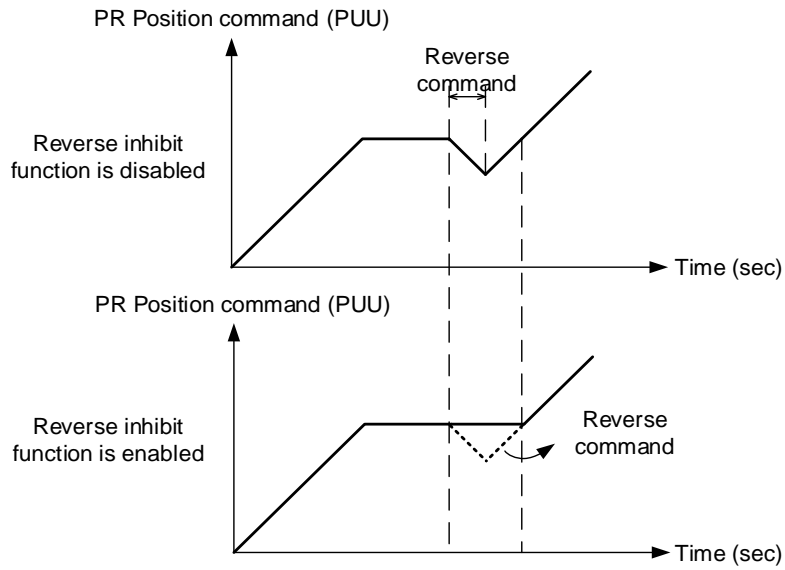 PR Position command (PUU)
Reverse
command
Reverse inhibit
function is disabled
Time (sec)
PR Position command (PUU)
Reverse inhibit
function is enabled
Reverse
command
Time (sec)